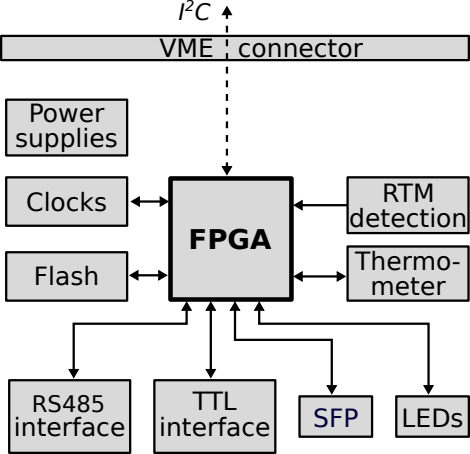 I²C
VME connector
Power
supplies
Clocks
FPGA
RTM
detection
Flash
Thermo-
meter
RS485
interface
TTL
interface
SFP
LEDs